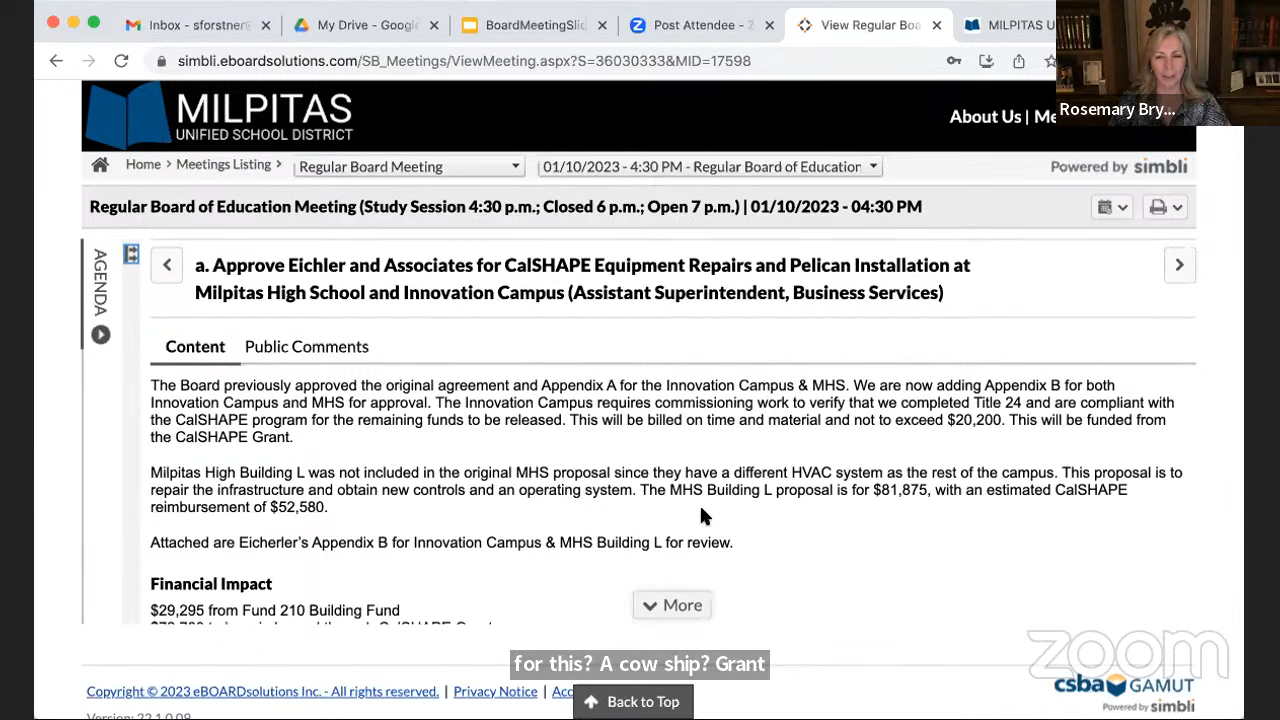 Inbox - sforstner@
My Drive - Google
BoardMeetingSlid
Post Attendee - Z
View Regular Boa
MILPITAS U
simbli.eboardsolutions.com/SB_Meetings/ViewMeeting.aspx?S=36030333&MID=17598
Rosemary Bry...
MILPITAS
UNIFIED SCHOOL DISTRICT
About Us | Me
Home > Meetings Listing >
Regular Board Meeting
01/10/2023 - 4:30 PM - Regular Board of Education
Powered by simbli
Regular Board of Education Meeting (Study Session 4:30 p.m.; Closed 6 p.m.; Open 7 p.m.) | 01/10/2023 - 04:30 PM
AGENDA
a. Approve Eichler and Associates for CalSHAPE Equipment Repairs and Pelican Installation at
Milpitas High School and Innovation Campus (Assistant Superintendent, Business Services)
Content
Public Comments
The Board previously approved the original agreement and Appendix A for the Innovation Campus & MHS. We are now adding Appendix B for both
Innovation Campus and MHS for approval. The Innovation Campus requires commissioning work to verify that we completed Title 24 and are compliant with
the CalSHAPE program for the remaining funds to be released. This will be billed on time and material and not to exceed $20,200. This will be funded from
the CalSHAPE Grant.
Milpitas High Building L was not included in the original MHS proposal since they have a different HVAC system as the rest of the campus. This proposal is to
repair the infrastructure and obtain new controls and an operating system. The MHS Building L proposal is for $81,875, with an estimated CalSHAPE
reimbursement of $52,580.
Attached are Eicherler's Appendix B for Innovation Campus & MHS Building L for review.
Financial Impact
$29,295 from Fund 210 Building Fund
More
zoom
for this? A cow ship? Grant
Copyright © 2023 eBOARDsolutions Inc. - All rights reserved. | Privacy Notice | Acc
Back to Top
csba GAMUT
Powered by simbli
Version: 22.1.0.09